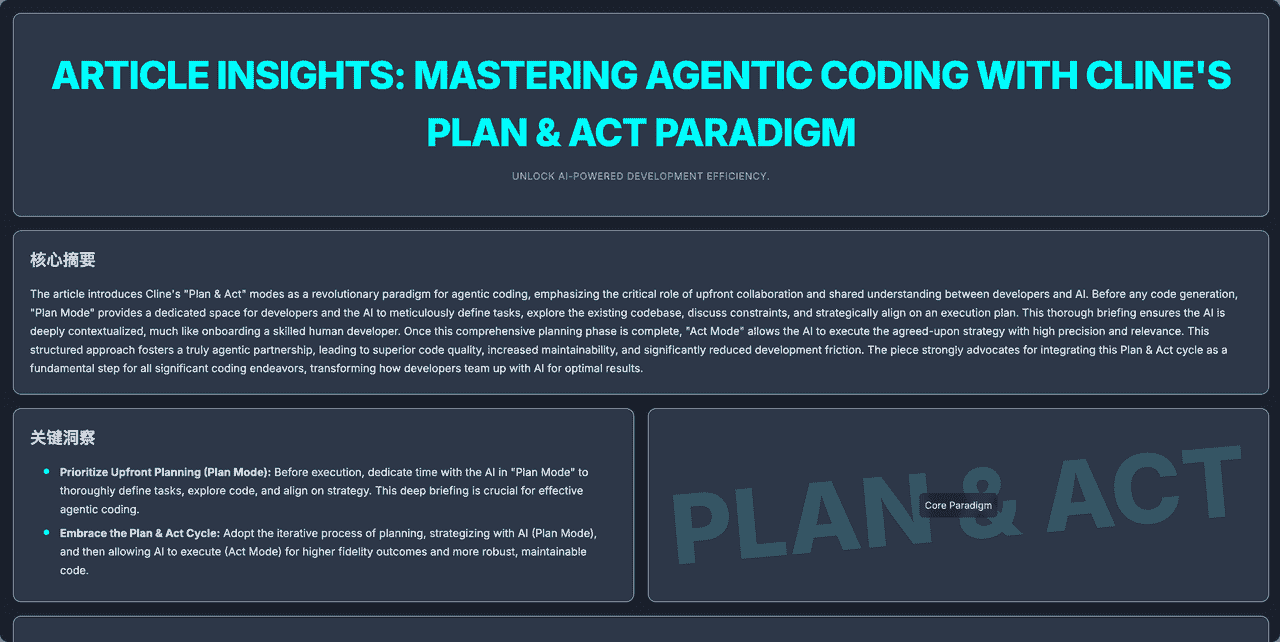 ARTICLE INSIGHTS: MASTERING AGENTIC CODING WITH CLINE'S
PLAN & ACT PARADIGM
UNLOCK AI-POWERED DEVELOPMENT EFFICIENCY.
核心摘要
The article introduces Cline's "Plan & Act" modes as a revolutionary paradigm for agentic coding, emphasizing the critical role of upfront collaboration and shared understanding between developers and AI. Before any code generation,
"Plan Mode" provides a dedicated space for developers and the AI to meticulously define tasks, explore the existing codebase, discuss constraints, and strategically align on an execution plan. This thorough briefing ensures the AI is
deeply contextualized, much like onboarding a skilled human developer. Once this comprehensive planning phase is complete, "Act Mode" allows the AI to execute the agreed-upon strategy with high precision and relevance. This
structured approach fosters a truly agentic partnership, leading to superior code quality, increased maintainability, and significantly reduced development friction. The piece strongly advocates for integrating this Plan & Act cycle as a
fundamental step for all significant coding endeavors, transforming how developers team up with AI for optimal results.
关键洞察
Prioritize Upfront Planning (Plan Mode): Before execution, dedicate time with the AI in "Plan Mode" to
thoroughly define tasks, explore code, and align on strategy. This deep briefing is crucial for effective
agentic coding.
Embrace the Plan & Act Cycle: Adopt the iterative process of planning, strategizing with AI (Plan Mode),
and then allowing AI to execute (Act Mode) for higher fidelity outcomes and more robust, maintainable
code.
PLAN & ACT
Core Paradigm